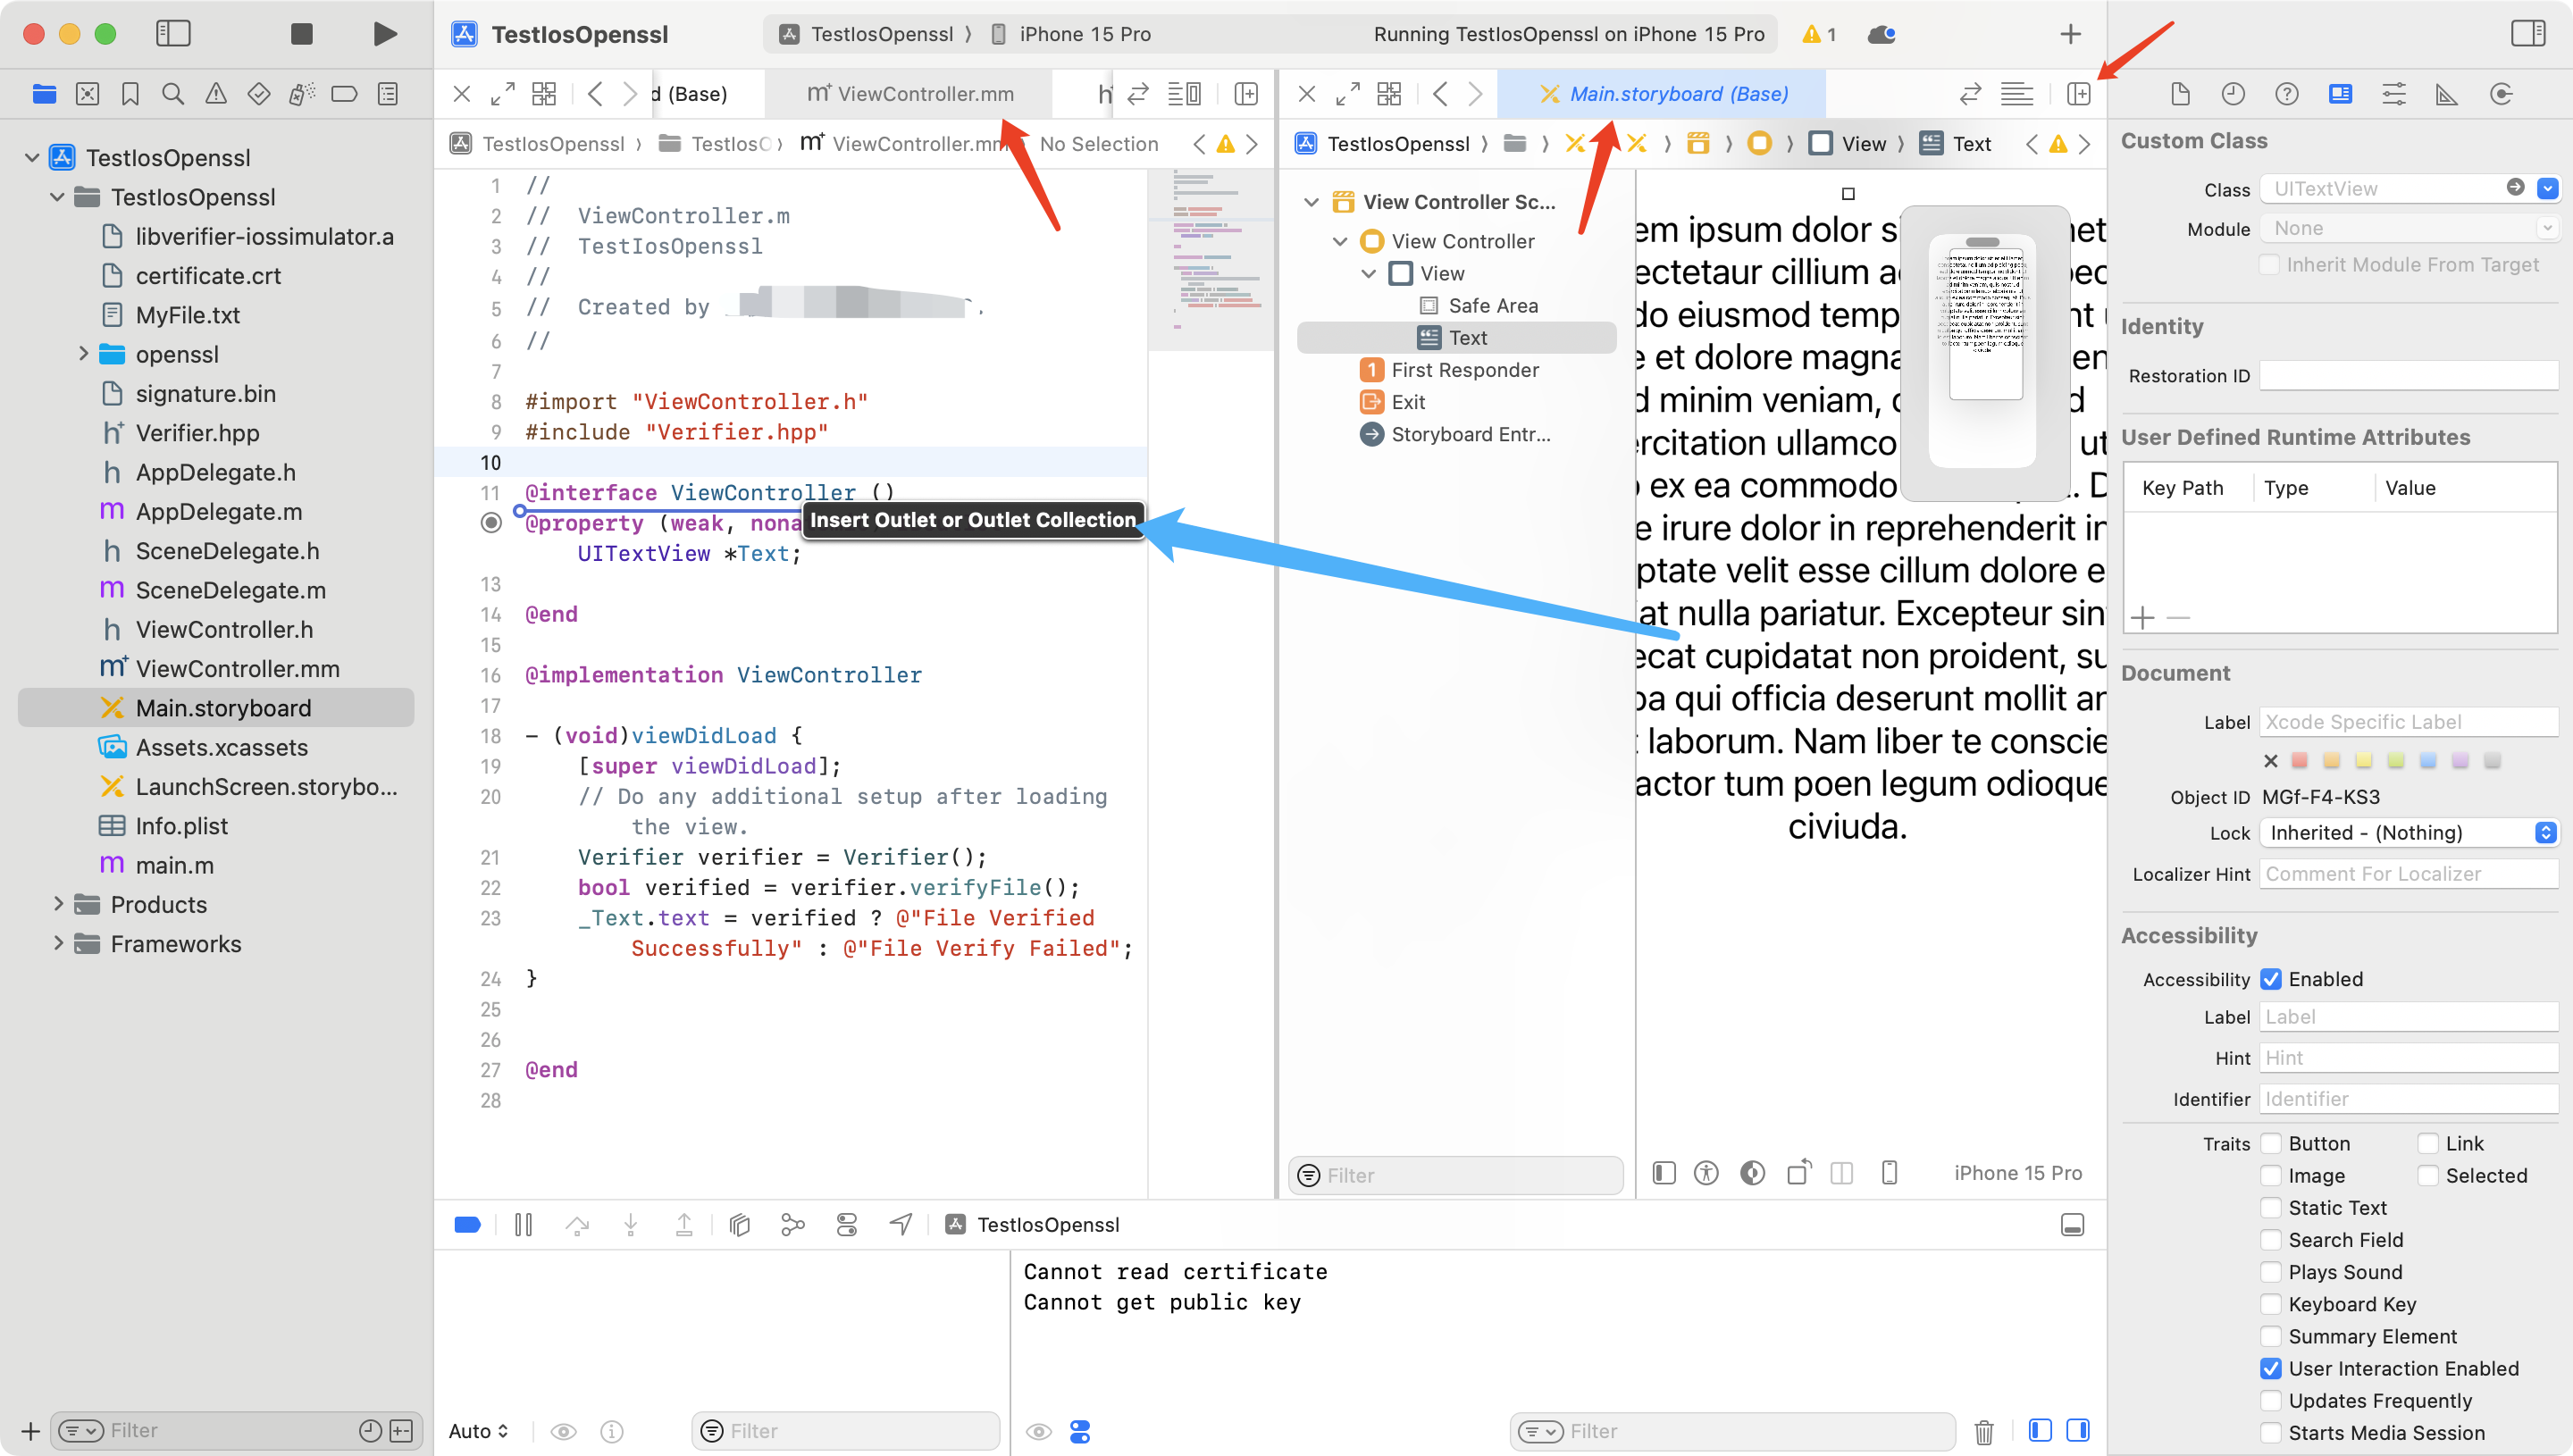 TestIosOpenssl
TestIosOpenssl 〉 iPhone 15 Pro
Running TestIosOpenssl on iPhone 15 Pro
1
d (Base)
ViewController.mm
h
Main.storyboard (Base)
TestIosOpenssl
TestIosOpenssl
libverifier-iossimulator.a
certificate.crt
MyFile.txt
openssl
signature.bin
Verifier.hpp
AppDelegate.h
AppDelegate.m
SceneDelegate.h
SceneDelegate.m
ViewController.h
ViewController.mm
Main.storyboard
Assets.xcassets
LaunchScreen.storybo...
Info.plist
main.m
Products
Frameworks
Filter
TestIosOpenssl 〉 TestIosO 〉 ViewController.mm No Selection
1 //
2 //  ViewController.m
3 //  TestIosOpenssl
4 //
5 //  Created by
6 //
7
8 #import "ViewController.h"
9 #include "Verifier.hpp"
10
11 @interface ViewController ()
@property (weak, nona
Insert Outlet or Outlet Collection
UITextView *Text;
13
14 @end
15
16 @implementation ViewController
17
18 - (void)viewDidLoad {
19 [super viewDidLoad];
20 // Do any additional setup after loading
the view.
21 Verifier verifier = Verifier();
22 bool verified = verifier.verifyFile();
23 _Text.text = verified ? @"File Verified
Successfully" : @"File Verify Failed";
24 }
25
26
27 @end
28
TestIosOpenssl 〉 〉 〉 〉 〉 View 〉 Text
View Controller Sc...
View Controller
View
Safe Area
Text
First Responder
Exit
Storyboard Entr...
Filter
em ipsum dolor s et
ectetaur cillium a pec
do eiusmod temp nt u
e et dolore magna en
d minim veniam, d
ercitation ullamco ut
ex ea commodo . D
e irure dolor in reprehenderit in
ptate velit esse cillum dolore e
at nulla pariatur. Excepteur sint
ecat cupidatat non proident, su
pa qui officia deserunt mollit an
t laborum. Nam liber te conscie
actor tum poen legum odioque
civiuda.
iPhone 15 Pro
TestIosOpenssl
Cannot read certificate
Cannot get public key
Auto
Filter
Filter
Custom Class
Class UITextView
Module None
Inherit Module From Target
Identity
Restoration ID
User Defined Runtime Attributes
Key Path Type Value
Document
Label Xcode Specific Label
Object ID MGf-F4-KS3
Lock Inherited - (Nothing)
Localizer Hint Comment For Localizer
Accessibility
Accessibility Enabled
Label Label
Hint Hint
Identifier Identifier
Traits Button Link
Image Selected
Static Text
Search Field
Plays Sound
Keyboard Key
Summary Element
User Interaction Enabled
Updates Frequently
Starts Media Session